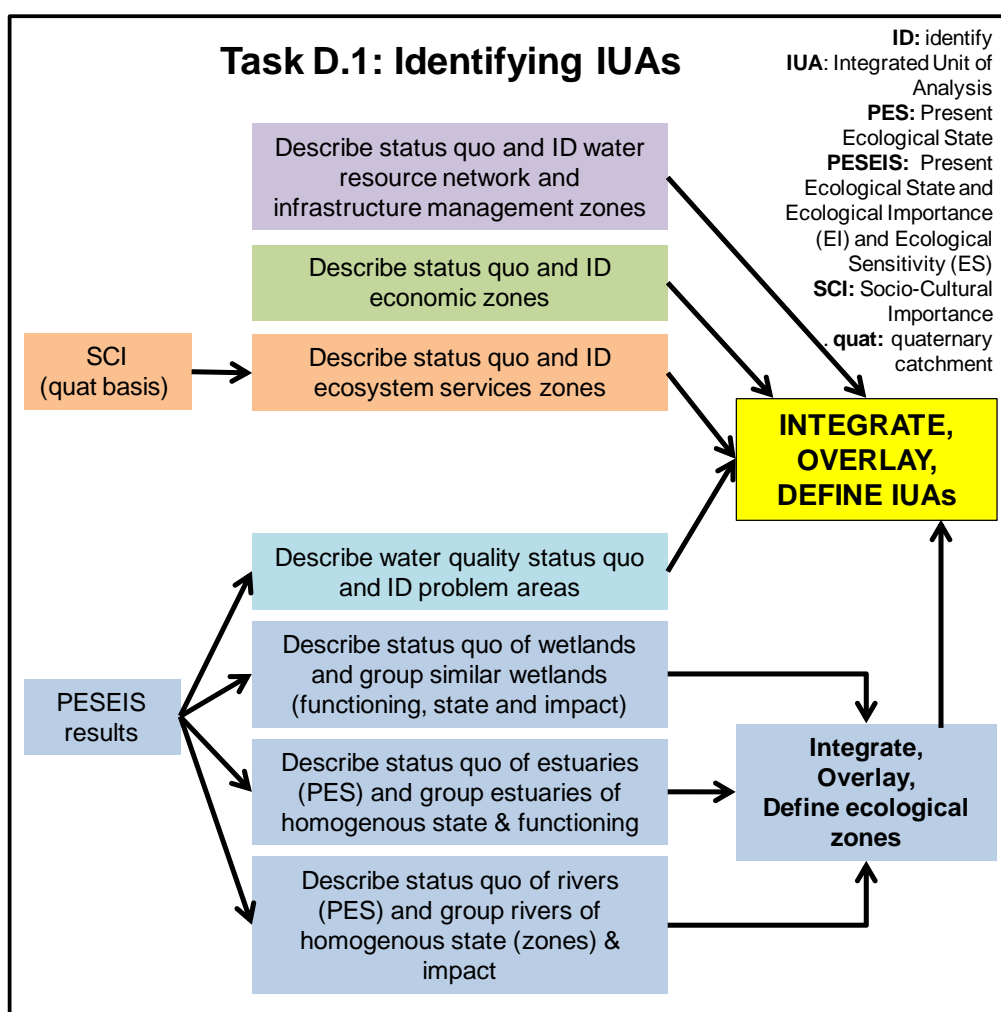 Task D.1: Identifying IUAs
ID: identify
IUA: Integrated Unit of
Analysis
PES: Present
Ecological State
PESEIS: Present
Ecological State and
Ecological Importance
(EI) and Ecological
Sensitivity (ES)
SCI: Socio-Cultural
Importance
. quat: quaternary
catchment
Describe status quo and ID water
resource network and
infrastructure management zones
Describe status quo and ID
economic zones
SCI
(quat basis)
Describe status quo and ID
ecosystem services zones
INTEGRATE,
OVERLAY,
DEFINE IUAs
Describe water quality status quo
and ID problem areas
PESEIS
results
Describe status quo of wetlands
and group similar wetlands
(functioning, state and impact)
Describe status quo of estuaries
(PES) and group estuaries of
homogenous state & functioning
Integrate,
Overlay,
Define ecological
zones
Describe status quo of rivers
(PES) and group rivers of
homogenous state (zones) &
impact